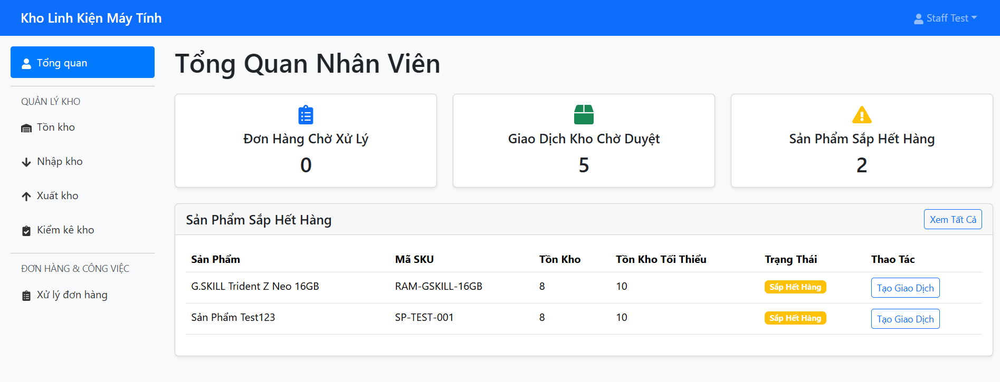 Kho Linh Kiện Máy Tính
Staff Test
Tổng quan
QUẢN LÝ KHO
Tồn kho
Nhập kho
Xuất kho
Kiểm kê kho
ĐƠN HÀNG & CÔNG VIỆC
Xử lý đơn hàng
Tổng Quan Nhân Viên
Đơn Hàng Chờ Xử Lý
0
Giao Dịch Kho Chờ Duyệt
5
Sản Phẩm Sắp Hết Hàng
2
Sản Phẩm Sắp Hết Hàng
Xem Tất Cả
Sản Phẩm Mã SKU Tồn Kho Tồn Kho Tối Thiểu Trạng Thái Thao Tác
G.SKILL Trident Z Neo 16GB RAM-GSKILL-16GB 8 10 Sắp Hết Hàng Tạo Giao Dịch
Sản Phẩm Test123 SP-TEST-001 8 10 Sắp Hết Hàng Tạo Giao Dịch